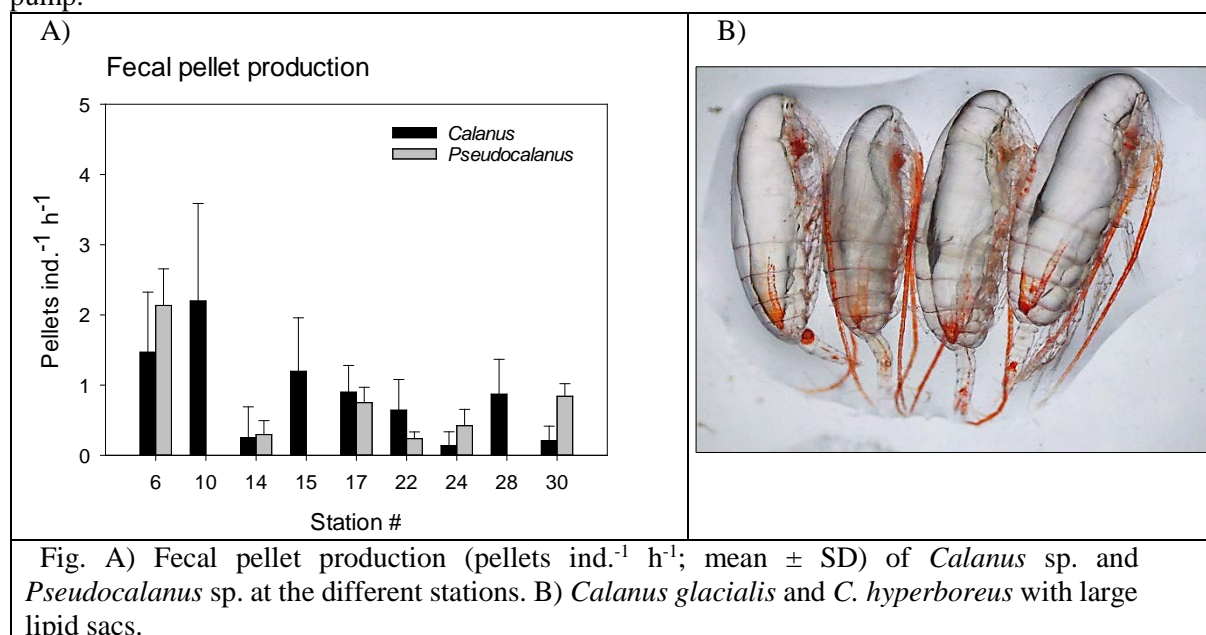 pump.
A)
Fecal pellet production
5
4
3
2
1
0
Pellets ind.-1 h-1
Calanus
Pseudocalanus
6 10 14 15 17 22 24 28 30
Station #
B)
Fig. A) Fecal pellet production (pellets ind.-1 h-1; mean ± SD) of Calanus sp. and
Pseudocalanus sp. at the different stations. B) Calanus glacialis and C. hyperboreus with large
lipid sacs.